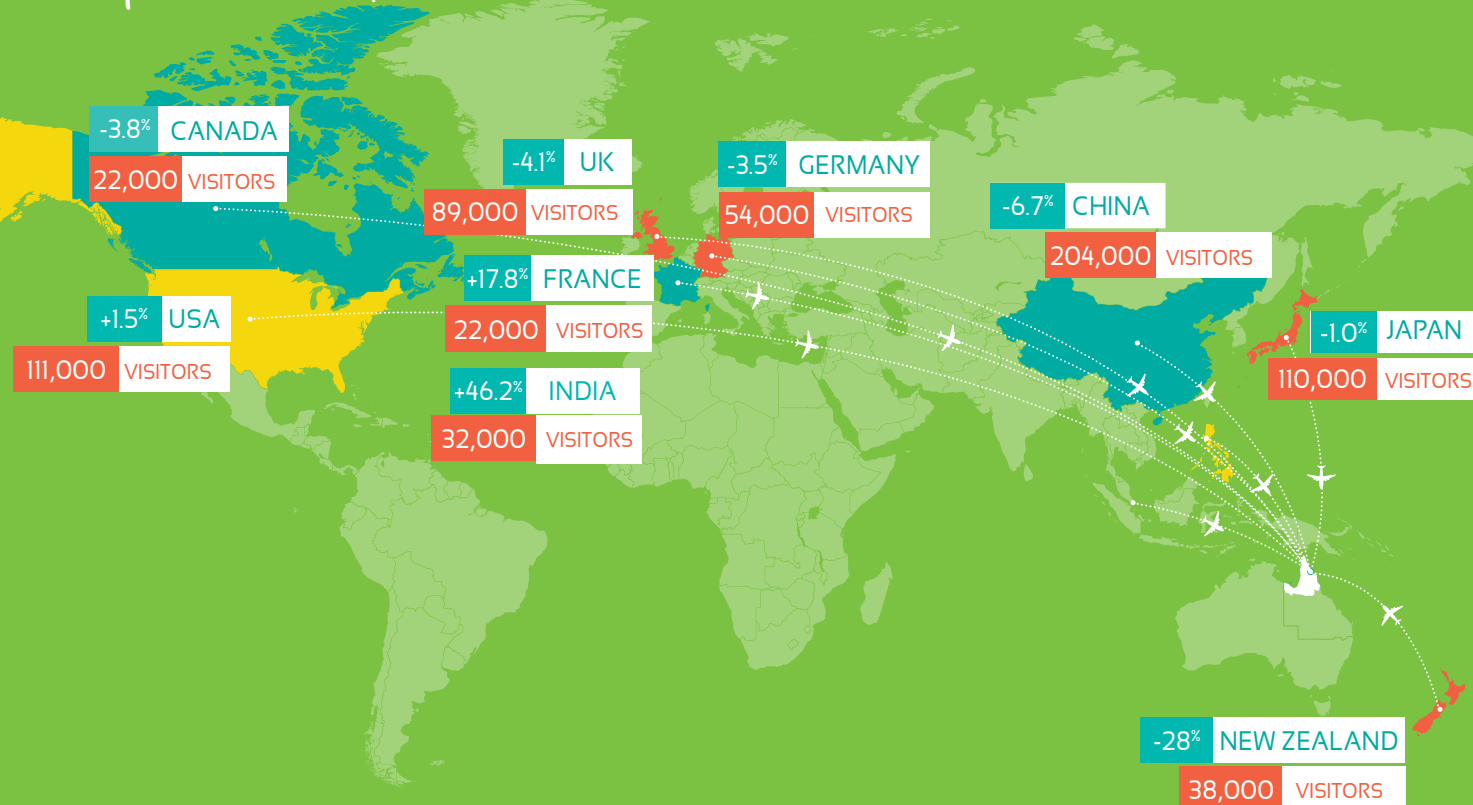 -3.8% CANADA
22,000 VISITORS
-4.1% UK
89,000 VISITORS
-3.5% GERMANY
54,000 VISITORS
-6.7% CHINA
204,000 VISITORS
+17.8% FRANCE
22,000 VISITORS
+1.5% USA
111,000 VISITORS
-1.0% JAPAN
110,000 VISITORS
+46.2% INDIA
32,000 VISITORS
-28% NEW ZEALAND
38,000 VISITORS